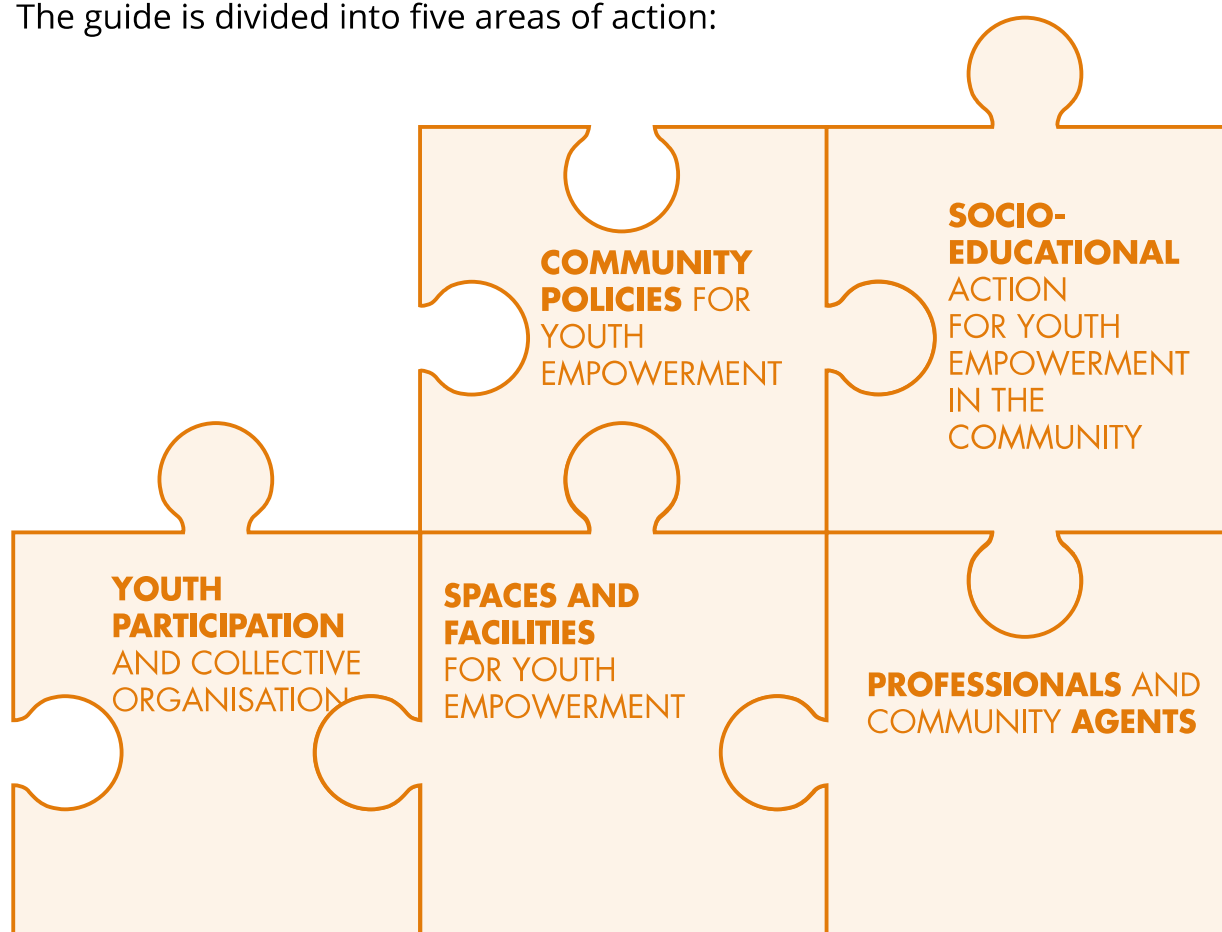 The guide is divided into five areas of action:
COMMUNITY
POLICIES FOR
YOUTH
EMPOWERMENT
SOCIO-
EDUCATIONAL
ACTION
FOR YOUTH
EMPOWERMENT
IN THE
COMMUNITY
YOUTH
PARTICIPATION
AND COLLECTIVE
ORGANISATION
SPACES AND
FACILITIES
FOR YOUTH
EMPOWERMENT
PROFESSIONALS AND
COMMUNITY AGENTS